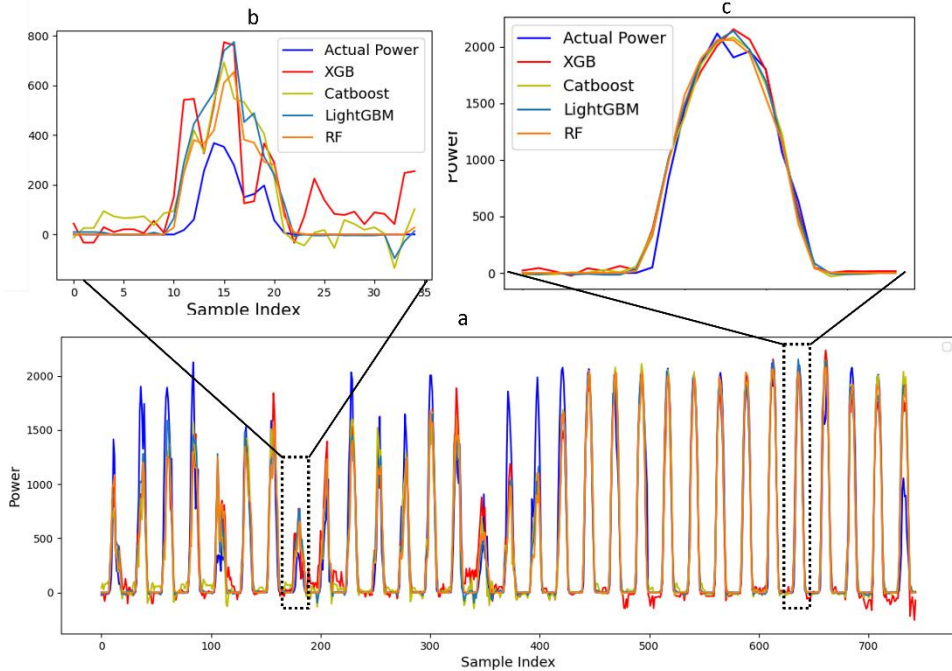 b
800
600
400
200
0
0
5
10
15
20
25
30
35
Sample Index
Actual Power
XGB
Catboost
LightGBM
RF
c
2000
1500
1000
500
0
Power
Actual Power
XGB
Catboost
LightGBM
RF
a
2000
1500
1000
500
0
Power
0
100
200
300
400
500
600
700
Sample Index